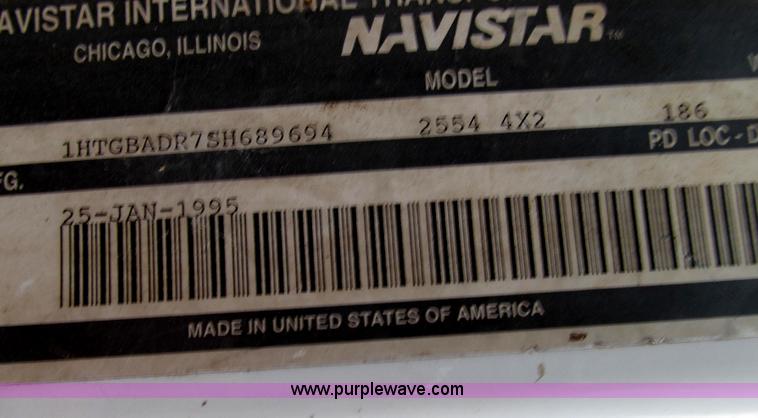 NAVISTAR INTERNATIONAL
CHICAGO, ILLINOIS
NAVISTAR
MODEL
1HTGBADR7SH689694 2554 4X2 186
PD LOC - D
FG.
25-JAN-1995
MADE IN UNITED STATES OF AMERICA
www.purplewave.com